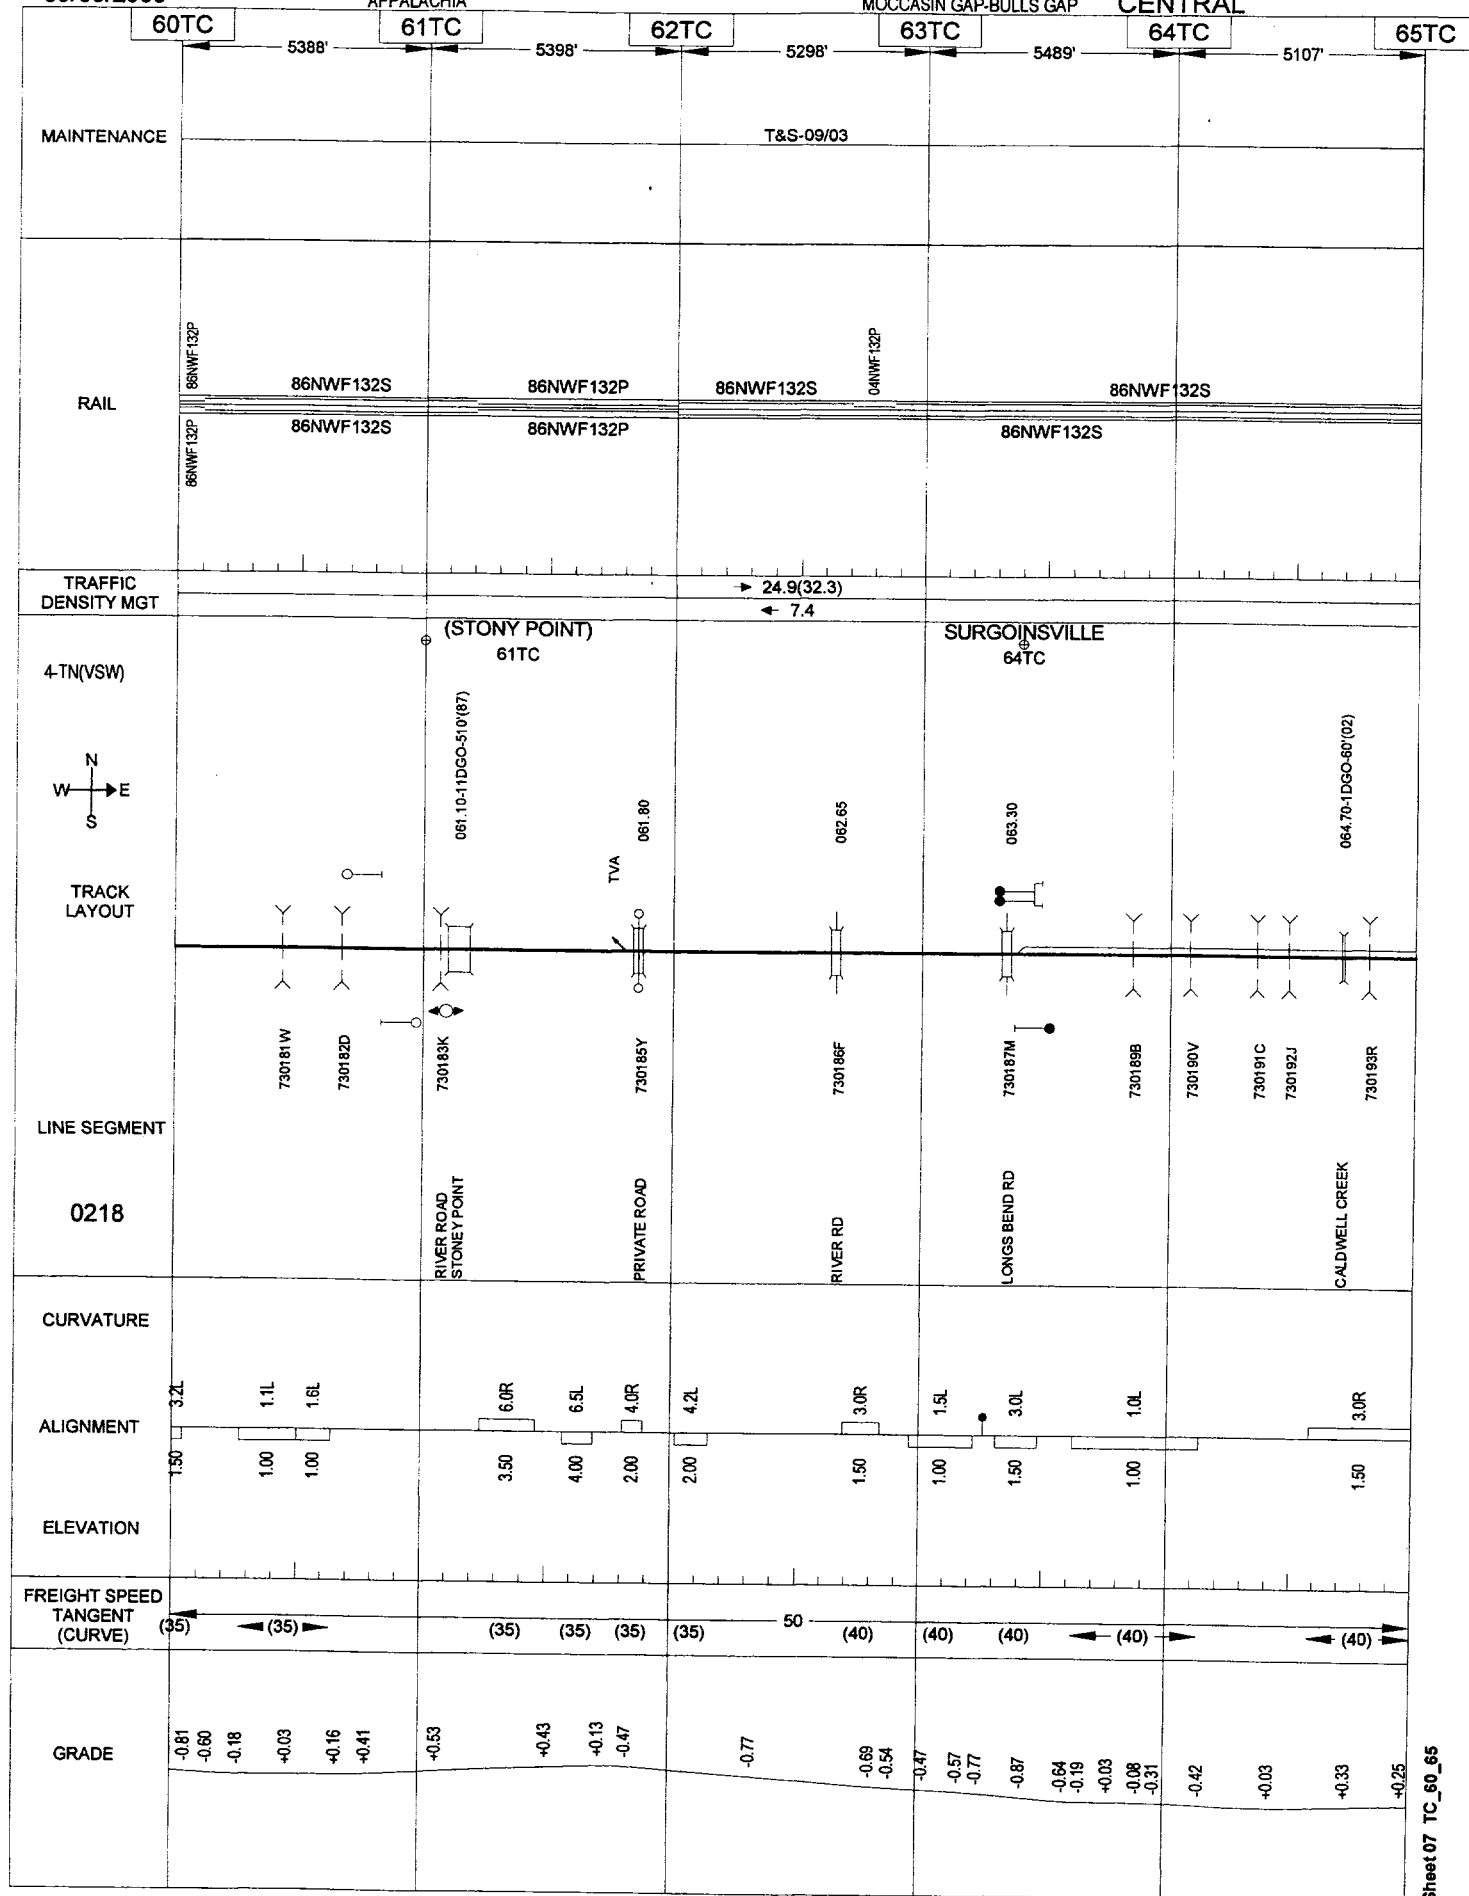 APPALACHIA
MOCCASIN GAP-BULLS GAP CENTRAL
60TC 61TC 62TC 63TC 64TC 65TC
5388' 5398' 5298' 5489' 5107'
MAINTENANCE
T&S-09/03
RAIL
86NWF132P
86NWF132S 86NWF132P 86NWF132S 04NWF132P 86NWF132S
86NWF132S 86NWF132P 86NWF132S
86NWF132P
TRAFFIC
DENSITY MGT
24.9(32.3)
7.4
(STONY POINT)
61TC
SURGOINSVILLE
64TC
4-TN(VSW)
N
W E
S
061.10-11DGO-510'(87)
061.80
062.65
063.30
064.70-1DGO-60'(02)
TVA
TRACK
LAYOUT
730181W 730182D 730183K 730185Y 730186F 730187M 730189B 730190V 730191C 730192J 730193R
LINE SEGMENT
0218
RIVER ROAD
STONEY POINT
PRIVATE ROAD
RIVER RD
LONGS BEND RD
CALDWELL CREEK
CURVATURE
3.2L 1.1L 1.6L 6.0R 6.5L 4.0R 4.2L 3.0R 1.5L 3.0L 1.0L 3.0R
ALIGNMENT
1.50 1.00 1.00 3.50 4.00 2.00 2.00 1.50 1.00 1.50 1.00 1.50
ELEVATION
FREIGHT SPEED
TANGENT
(CURVE)
50
(35) (35) (35) (35) (35) (35) (40) (40) (40) (40) (40)
GRADE
-0.81 -0.60 -0.18 +0.03 +0.16 +0.41 +0.53 +0.43 +0.13 -0.47 -0.77 -0.69 -0.54 -0.47 -0.57 -0.77 -0.87 -0.64 -0.19 +0.03 -0.08 -0.31 -0.42 +0.03 +0.33 +0.25
Sheet 07 TC_60_65